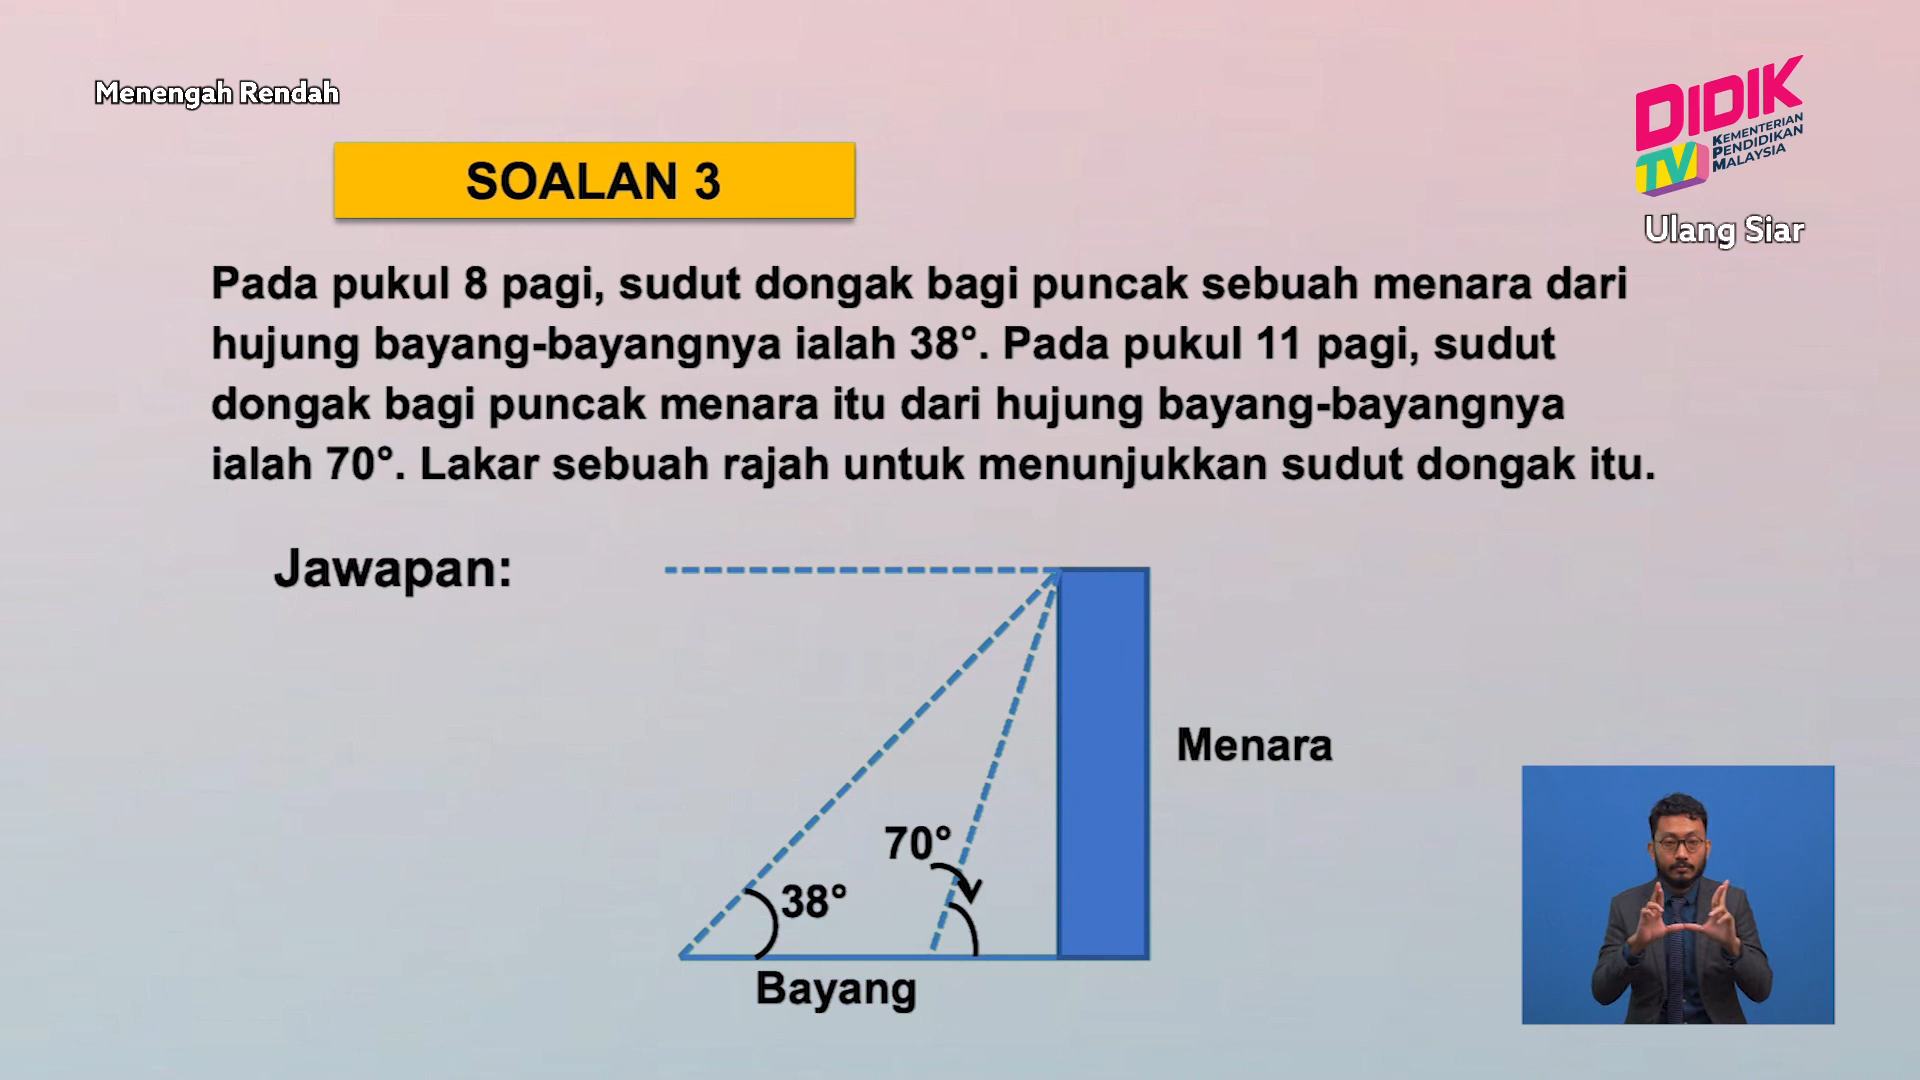 Menengah Rendah
DIDIK
TV
KEMENTERIAN
PENDIDIKAN
MALAYSIA
Ulang Siar
SOALAN 3
Pada pukul 8 pagi, sudut dongak bagi puncak sebuah menara dari
hujung bayang-bayangnya ialah 38°. Pada pukul 11 pagi, sudut
dongak bagi puncak menara itu dari hujung bayang-bayangnya
ialah 70°. Lakar sebuah rajah untuk menunjukkan sudut dongak itu.
Jawapan:
Menara
70°
38°
Bayang